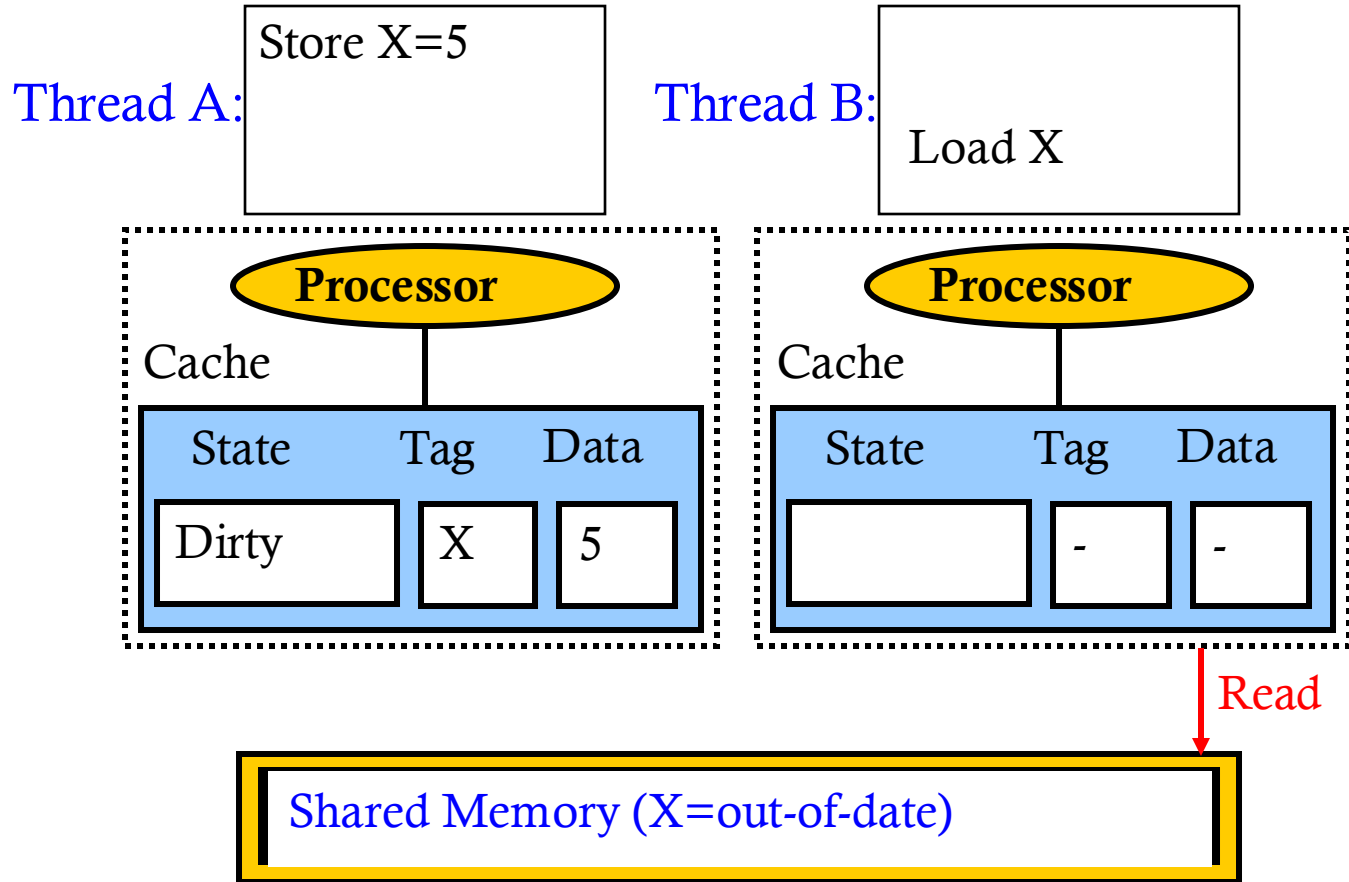 Store X=5
Thread A:
Thread B:
Load X
Processor
Processor
Cache
Cache
State Tag Data
State Tag Data
Dirty X 5
- -
Read
Shared Memory (X=out-of-date)